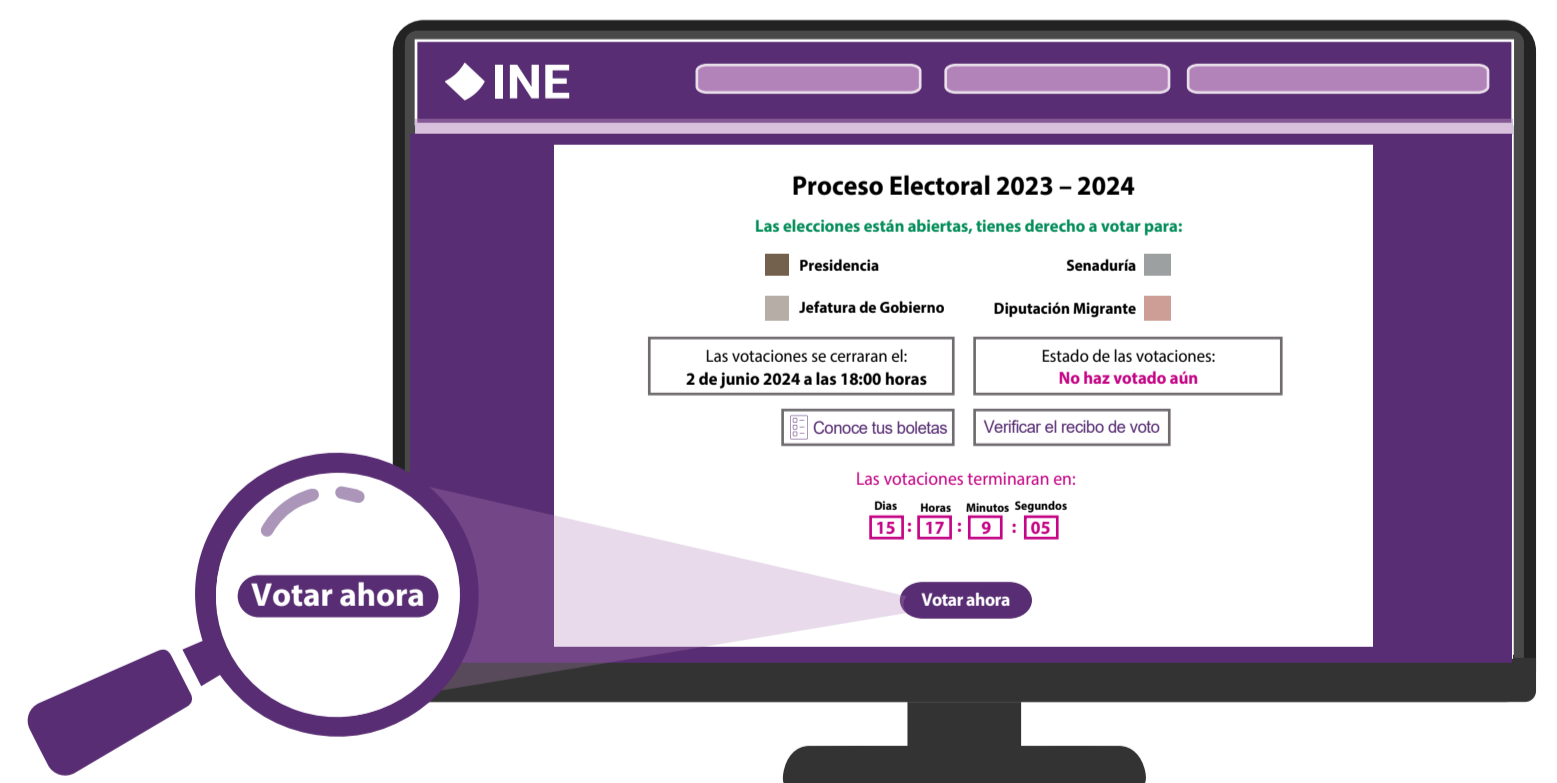 INE
Proceso Electoral 2023 – 2024
Las elecciones están abiertas, tienes derecho a votar para:
Presidencia
Senaduría
Jefatura de Gobierno
Diputación Migrante
Las votaciones se cerraran el:
2 de junio 2024 a las 18:00 horas
Estado de las votaciones:
No haz votado aún
Conoce tus boletas
Verificar el recibo de voto
Las votaciones terminaran en:
Dias Horas Minutos Segundos
15 : 17 : 9 : 05
Votar ahora
Votar ahora